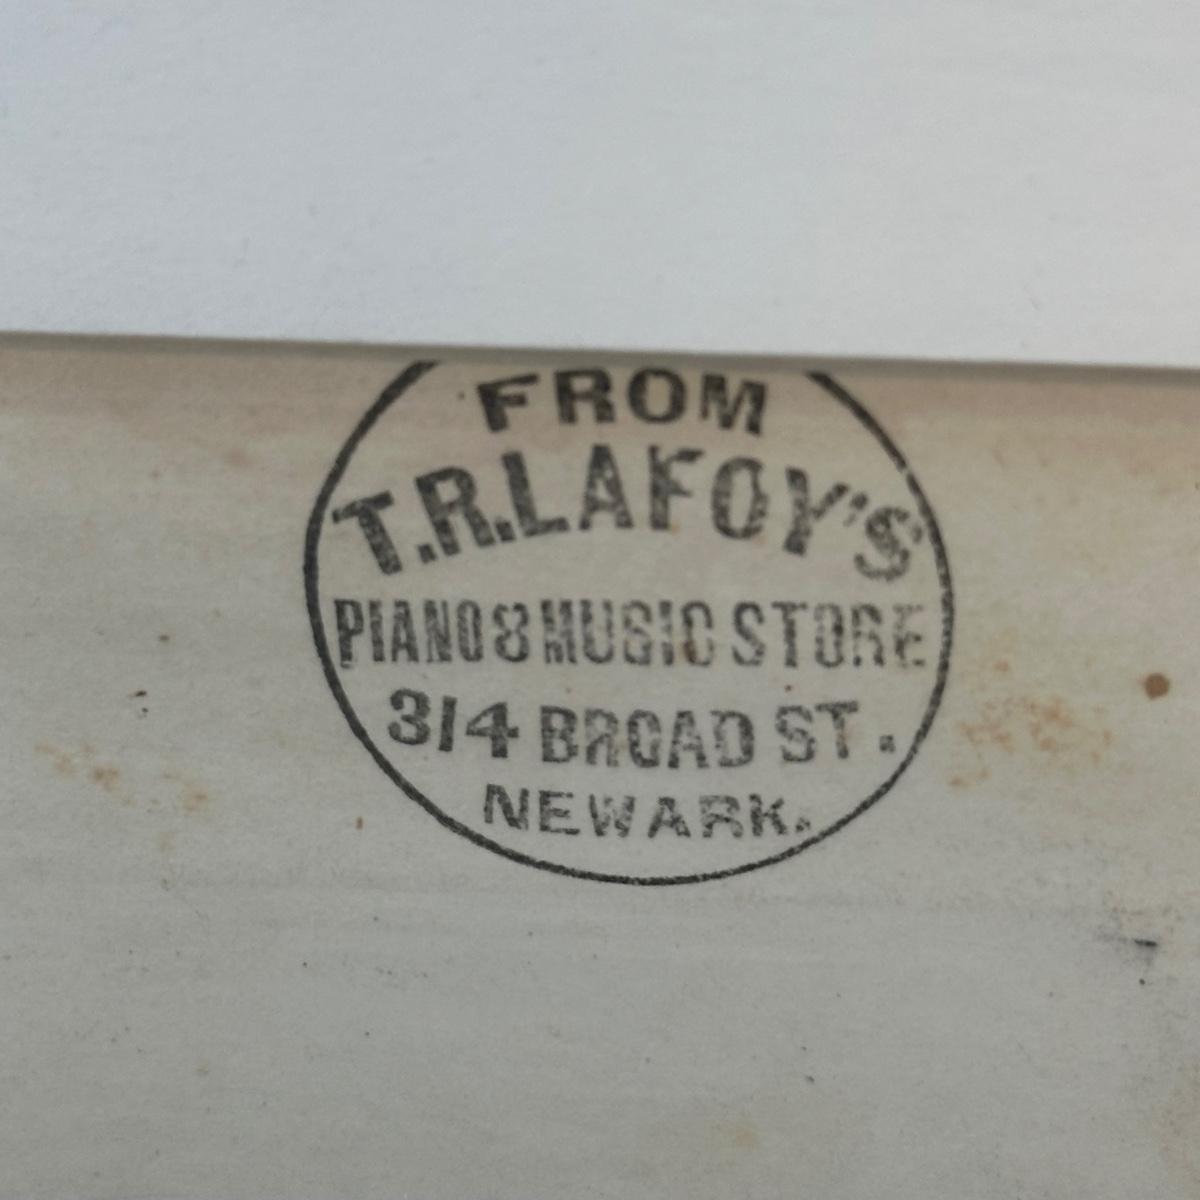 FROM
T.R.LAFOY'S
PIANO & MUSIC STORE
314 BROAD ST.
NEWARK.